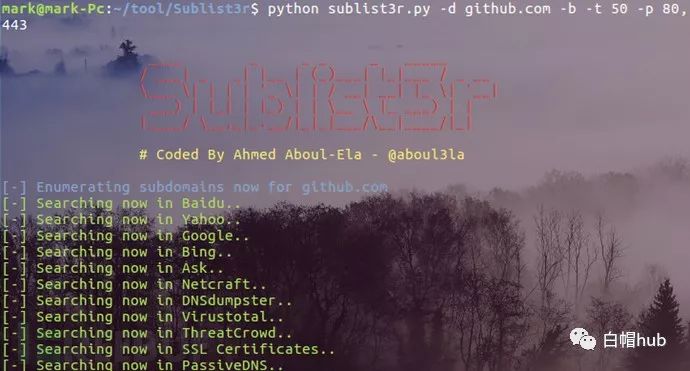 mark@mark-Pc:~/tool/Sublist3r$ python sublist3r.py -d github.com -b -t 50 -p 80,
443
Sublist3r
# Coded By Ahmed Aboul-Ela - @aboul3la
[-] Enumerating subdomains now for github.com
[-] Searching now in Baidu..
[-] Searching now in Yahoo..
[-] Searching now in Google..
[-] Searching now in Bing..
[-] Searching now in Ask..
[-] Searching now in Netcraft..
[-] Searching now in DNSdumpster..
[-] Searching now in Virustotal..
[-] Searching now in ThreatCrowd..
[-] Searching now in SSL Certificates..
[-] Searching now in PassiveDNS..
白帽hub